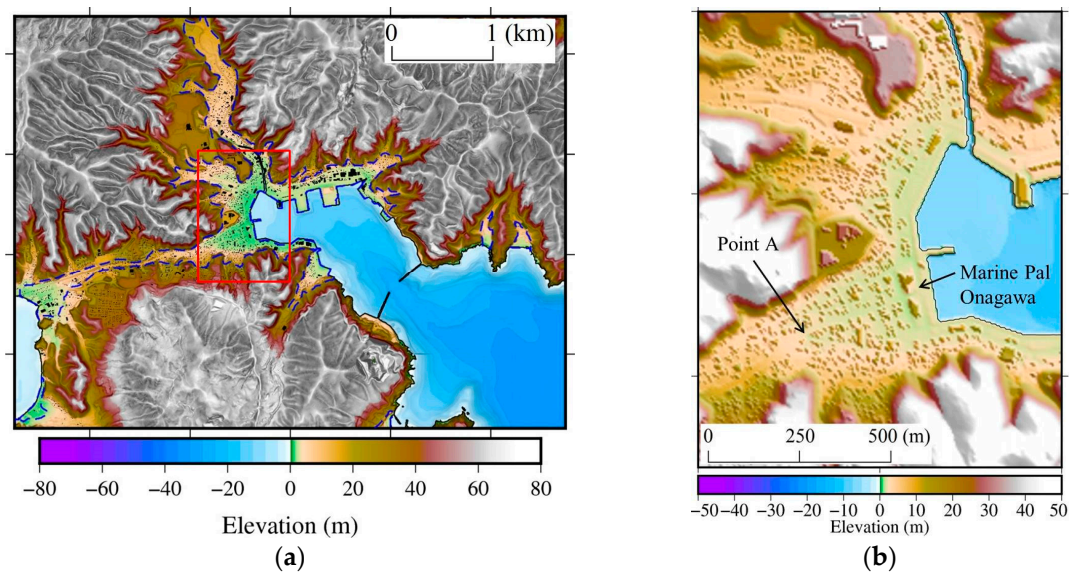 0 1 (km)
−80 −60 −40 −20 0 20 40 60 80
Elevation (m)
(a)
Point A
Marine Pal
Onagawa
0 250 500 (m)
−50 −40 −30 −20 −10 0 10 20 30 40 50
Elevation (m)
(b)